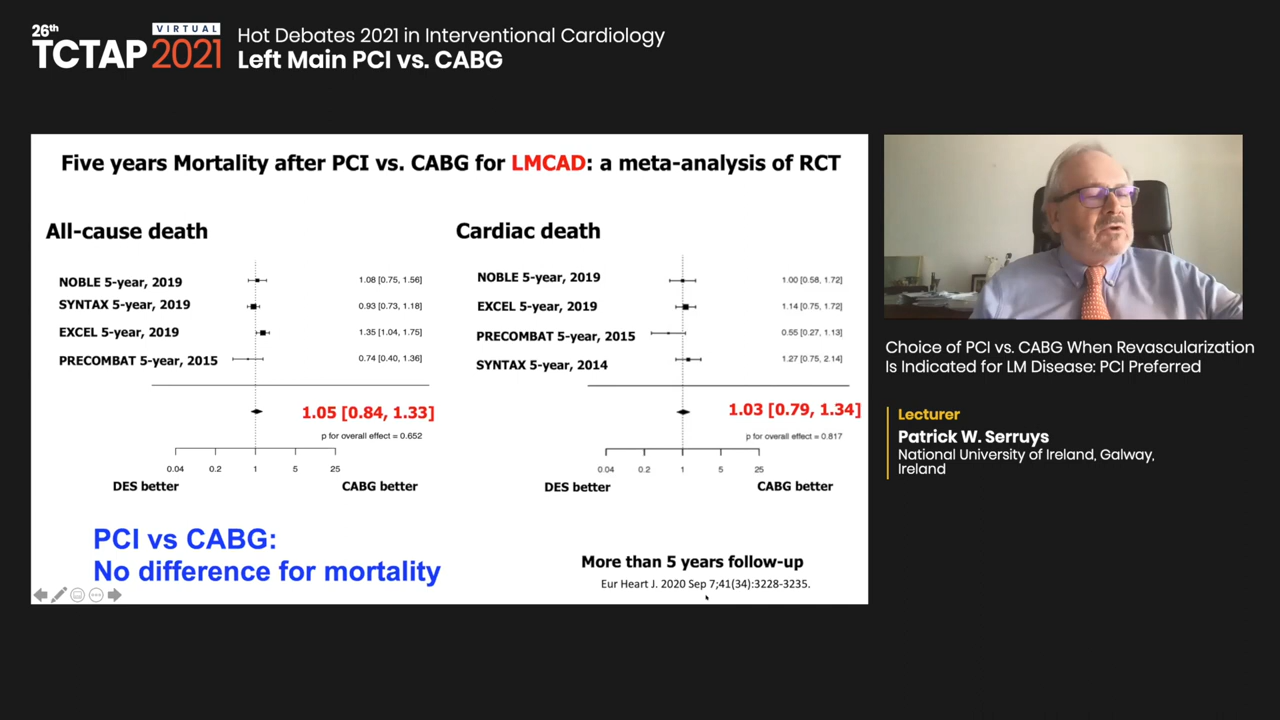 26th
VIRTUAL
TCTAP 2021
Hot Debates 2021 in Interventional Cardiology
Left Main PCI vs. CABG
Five years Mortality after PCI vs. CABG for LMCAD: a meta-analysis of RCT
All-cause death
NOBLE 5-year, 2019 1.08 [0.75, 1.56]
SYNTAX 5-year, 2019 0.93 [0.73, 1.18]
EXCEL 5-year, 2019 1.35 [1.04, 1.75]
PRECOMBAT 5-year, 2015 0.74 [0.40, 1.36]
1.05 [0.84, 1.33]
p for overall effect = 0.652
0.04 0.2 1 5 25
DES better CABG better
Cardiac death
NOBLE 5-year, 2019 1.00 [0.58, 1.72]
EXCEL 5-year, 2019 1.14 [0.75, 1.72]
PRECOMBAT 5-year, 2015 0.55 [0.27, 1.13]
SYNTAX 5-year, 2014 1.27 [0.75, 2.14]
1.03 [0.79, 1.34]
p for overall effect = 0.817
0.04 0.2 1 5 25
DES better CABG better
PCI vs CABG:
No difference for mortality
More than 5 years follow-up
Eur Heart J. 2020 Sep 7;41(34):3228-3235.
Choice of PCI vs. CABG When Revascularization
Is Indicated for LM Disease: PCI Preferred
Lecturer
Patrick W. Serruys
National University of Ireland, Galway,
Ireland